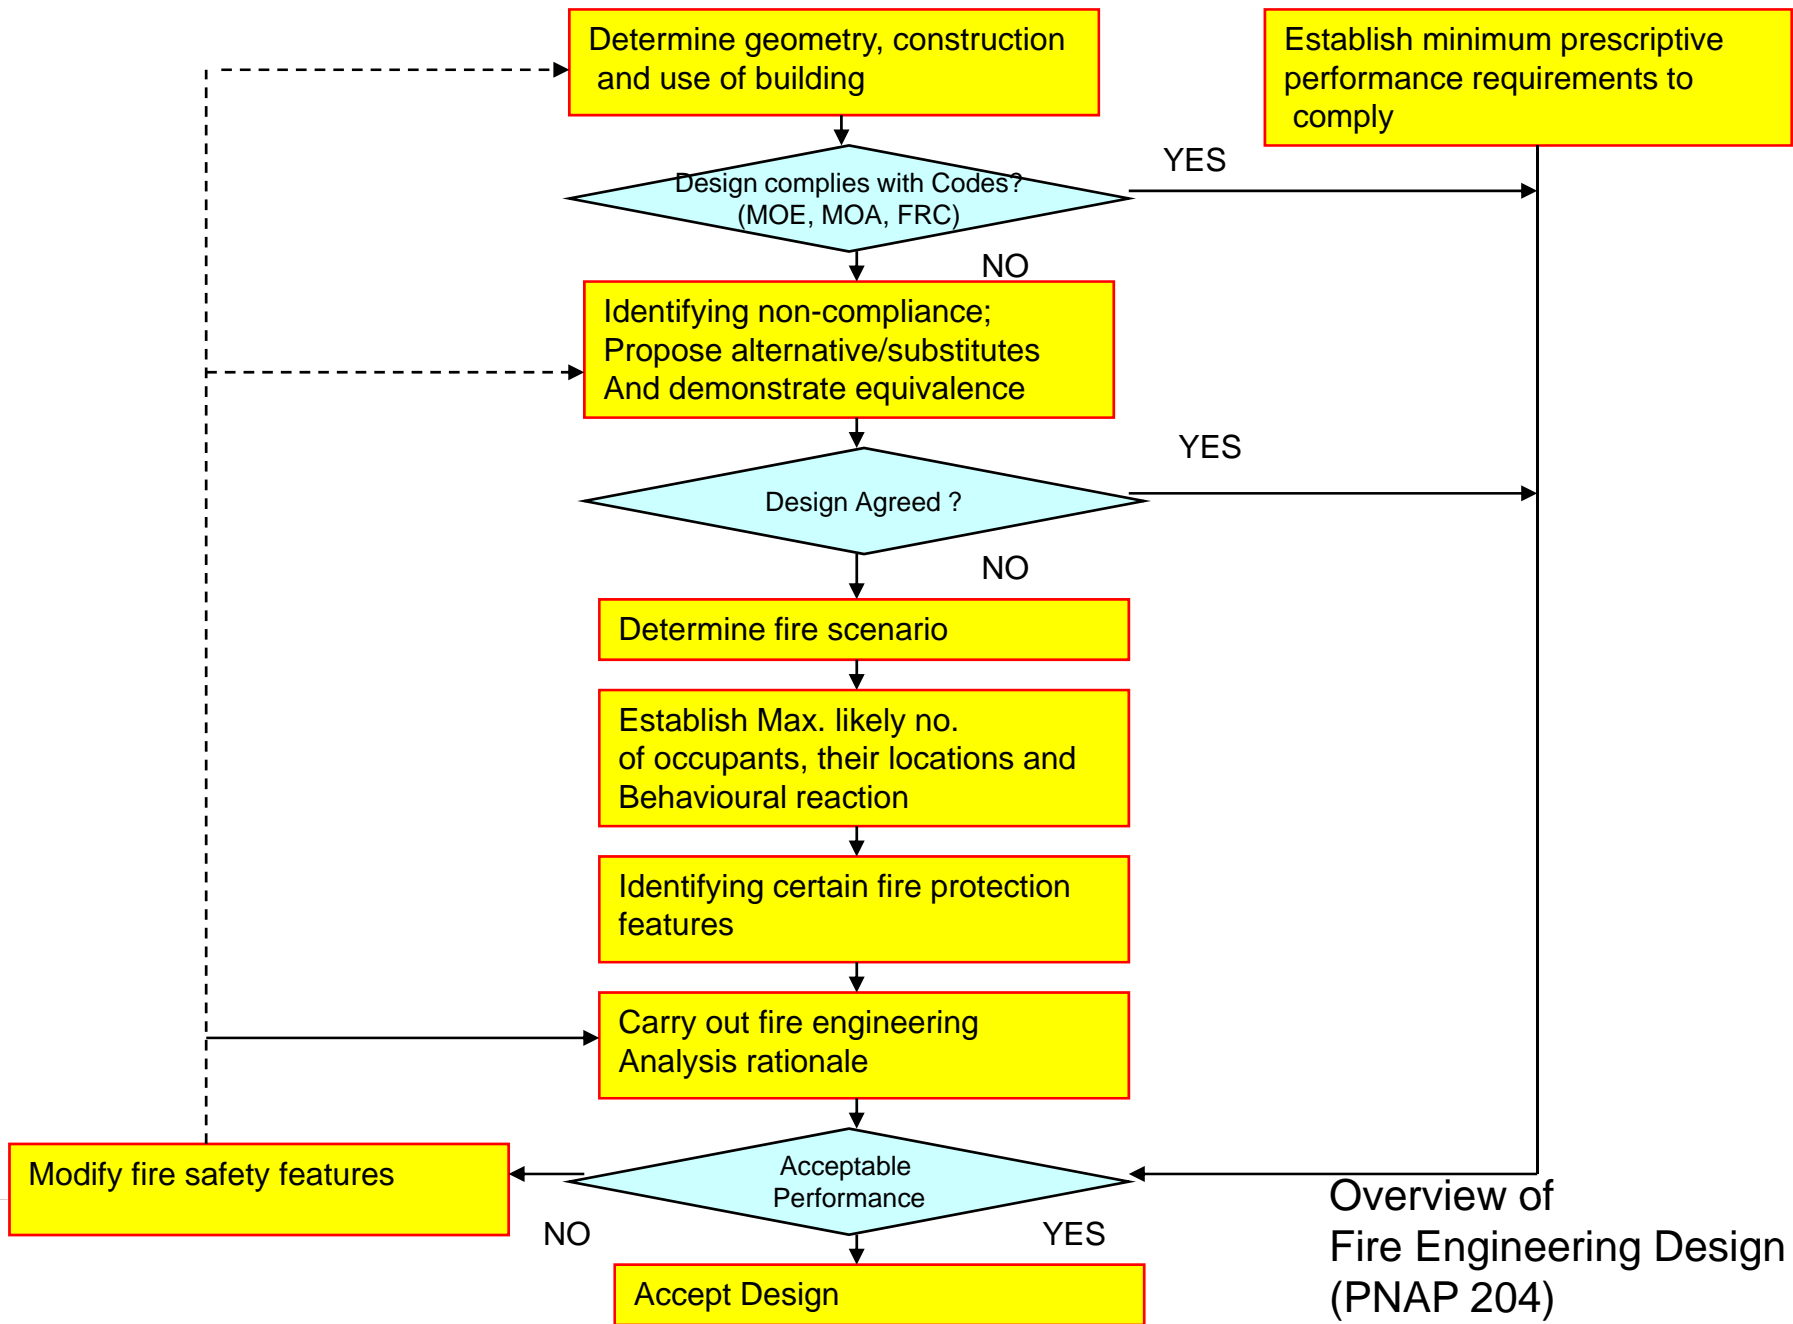 Determine geometry, construction
and use of building
Establish minimum prescriptive
performance requirements to
comply
Design complies with Codes?
(MOE, MOA, FRC)
YES
NO
Identifying non-compliance;
Propose alternative/substitutes
And demonstrate equivalence
YES
Design Agreed ?
NO
Determine fire scenario
Establish Max. likely no.
of occupants, their locations and
Behavioural reaction
Identifying certain fire protection
features
Carry out fire engineering
Analysis rationale
Modify fire safety features
Acceptable
Performance
NO
YES
Accept Design
Overview of
Fire Engineering Design
(PNAP 204)